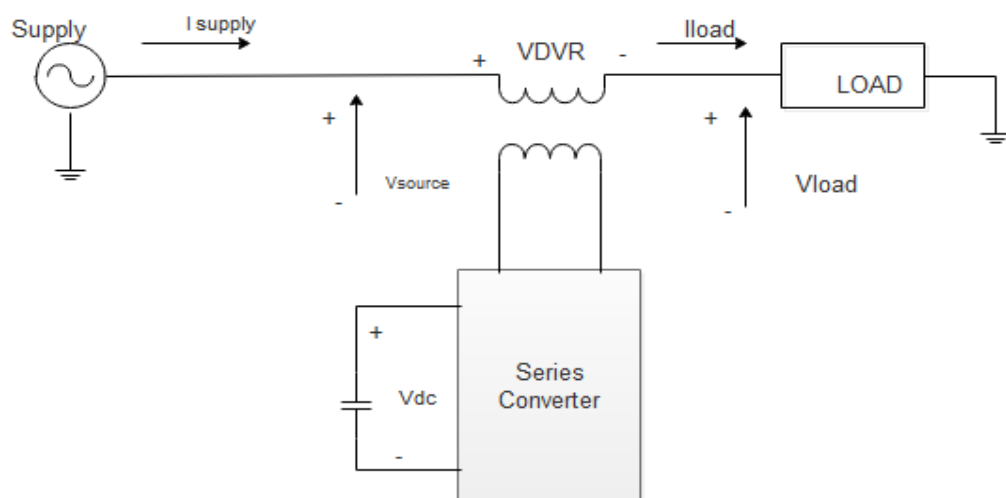 Supply
I supply
+
VDVR
-
Iload
LOAD
+
-
Vsource
+
-
Vload
+
Vdc
-
Series
Converter